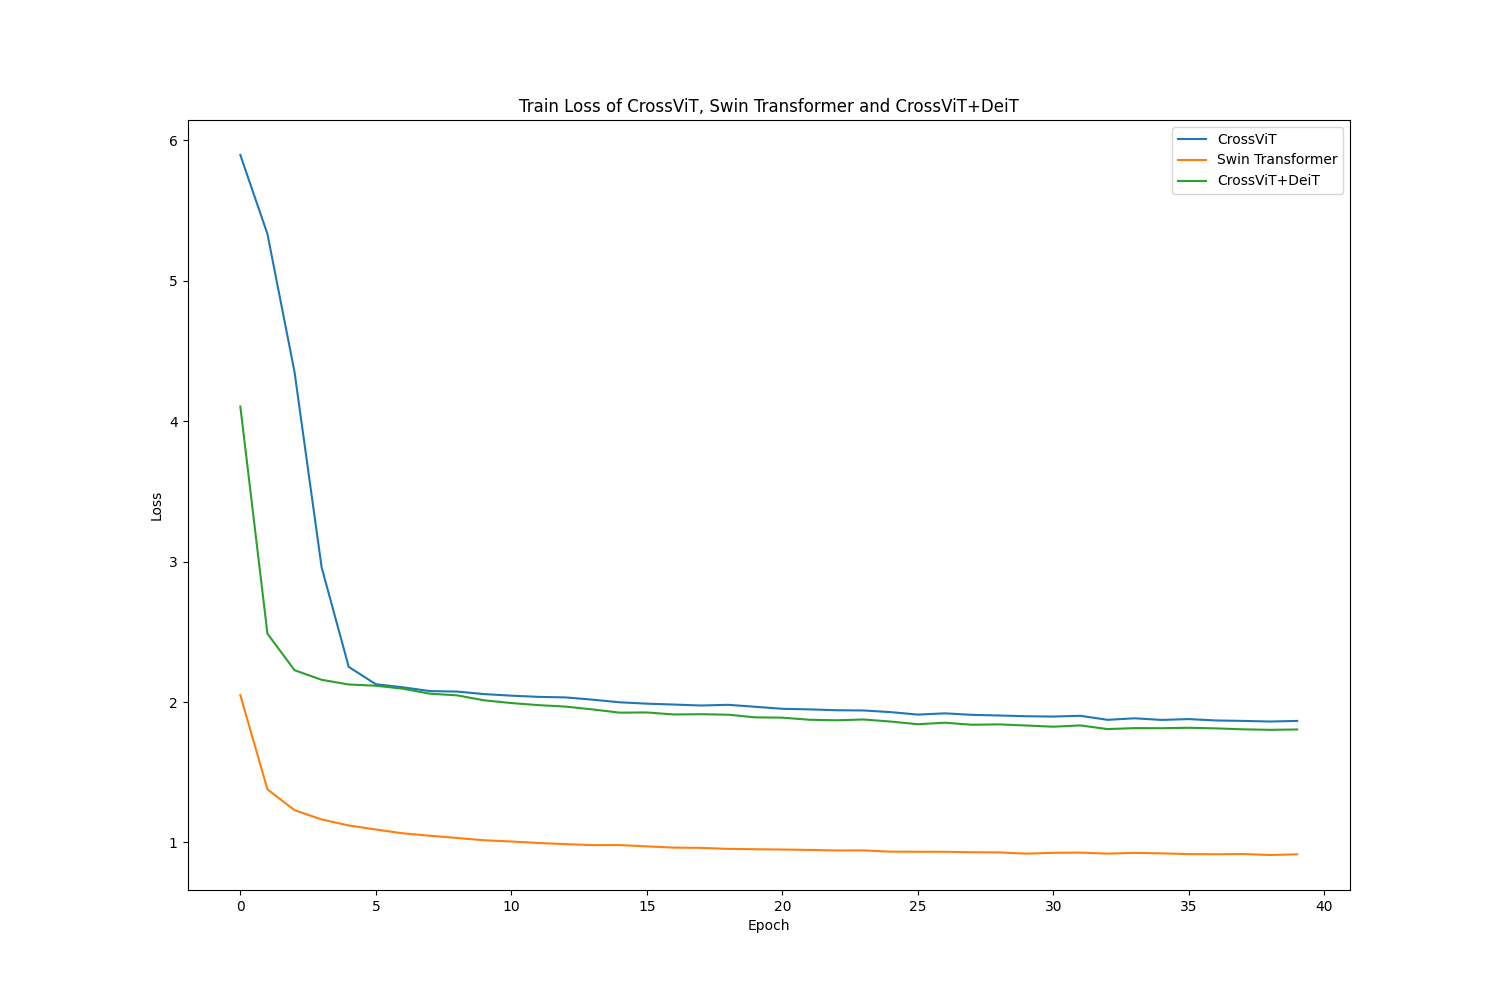 Train Loss of CrossViT, Swin Transformer and CrossViT+DeiT
CrossViT
Swin Transformer
CrossViT+DeiT
6
5
4
3
2
1
Loss
0 5 10 15 20 25 30 35 40
Epoch